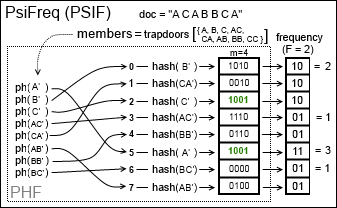 PsiFreq (PSIF) doc = "A C A B B C A"
members = trapdoors [{ A, B, C, AC,
CA, AB, BB, CC }] frequency
m=4 (F = 2)
ph(A') 0 hash( B' ) 1010 10 = 2
ph(B') 1 hash(CA') 0010 10
ph( C') 2 hash( C' ) 1001 10
ph(AC') 3 hash(AC') 1110 01 = 1
ph(CA') 4 hash(BB') 0110 01
ph(AB') 5 hash( A' ) 1001 11 = 3
ph(BB') 6 hash(BC') 0000 01 = 1
ph(BC') 7 hash(AB') 0100 01
PHF